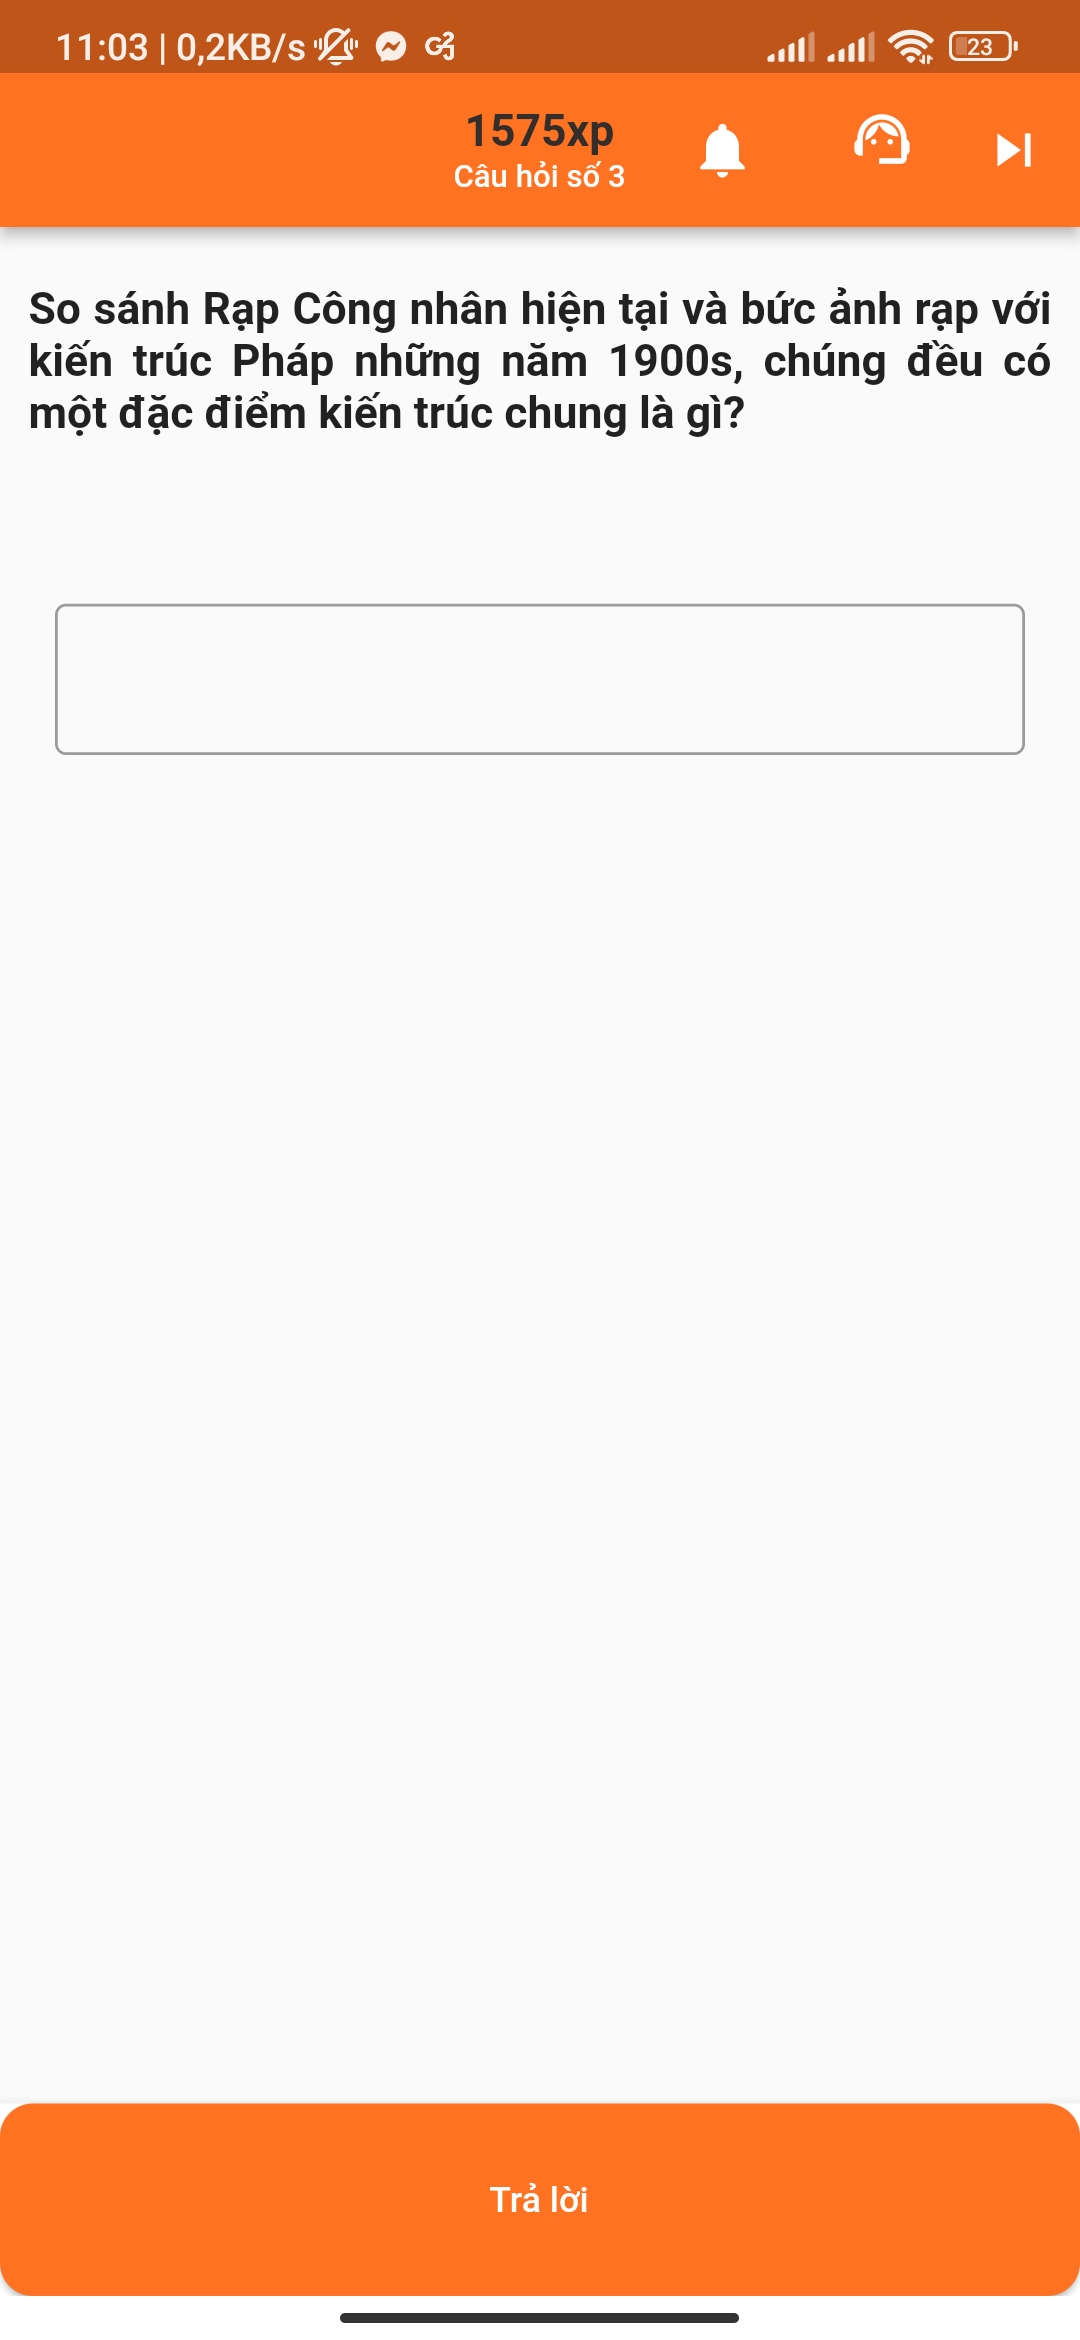 11:03 | 0,2KB/s
23
1575xp
Câu hỏi số 3
So sánh Rạp Công nhân hiện tại và bức ảnh rạp với
kiến trúc Pháp những năm 1900s, chúng đều có
một đặc điểm kiến trúc chung là gì?
Trả lời